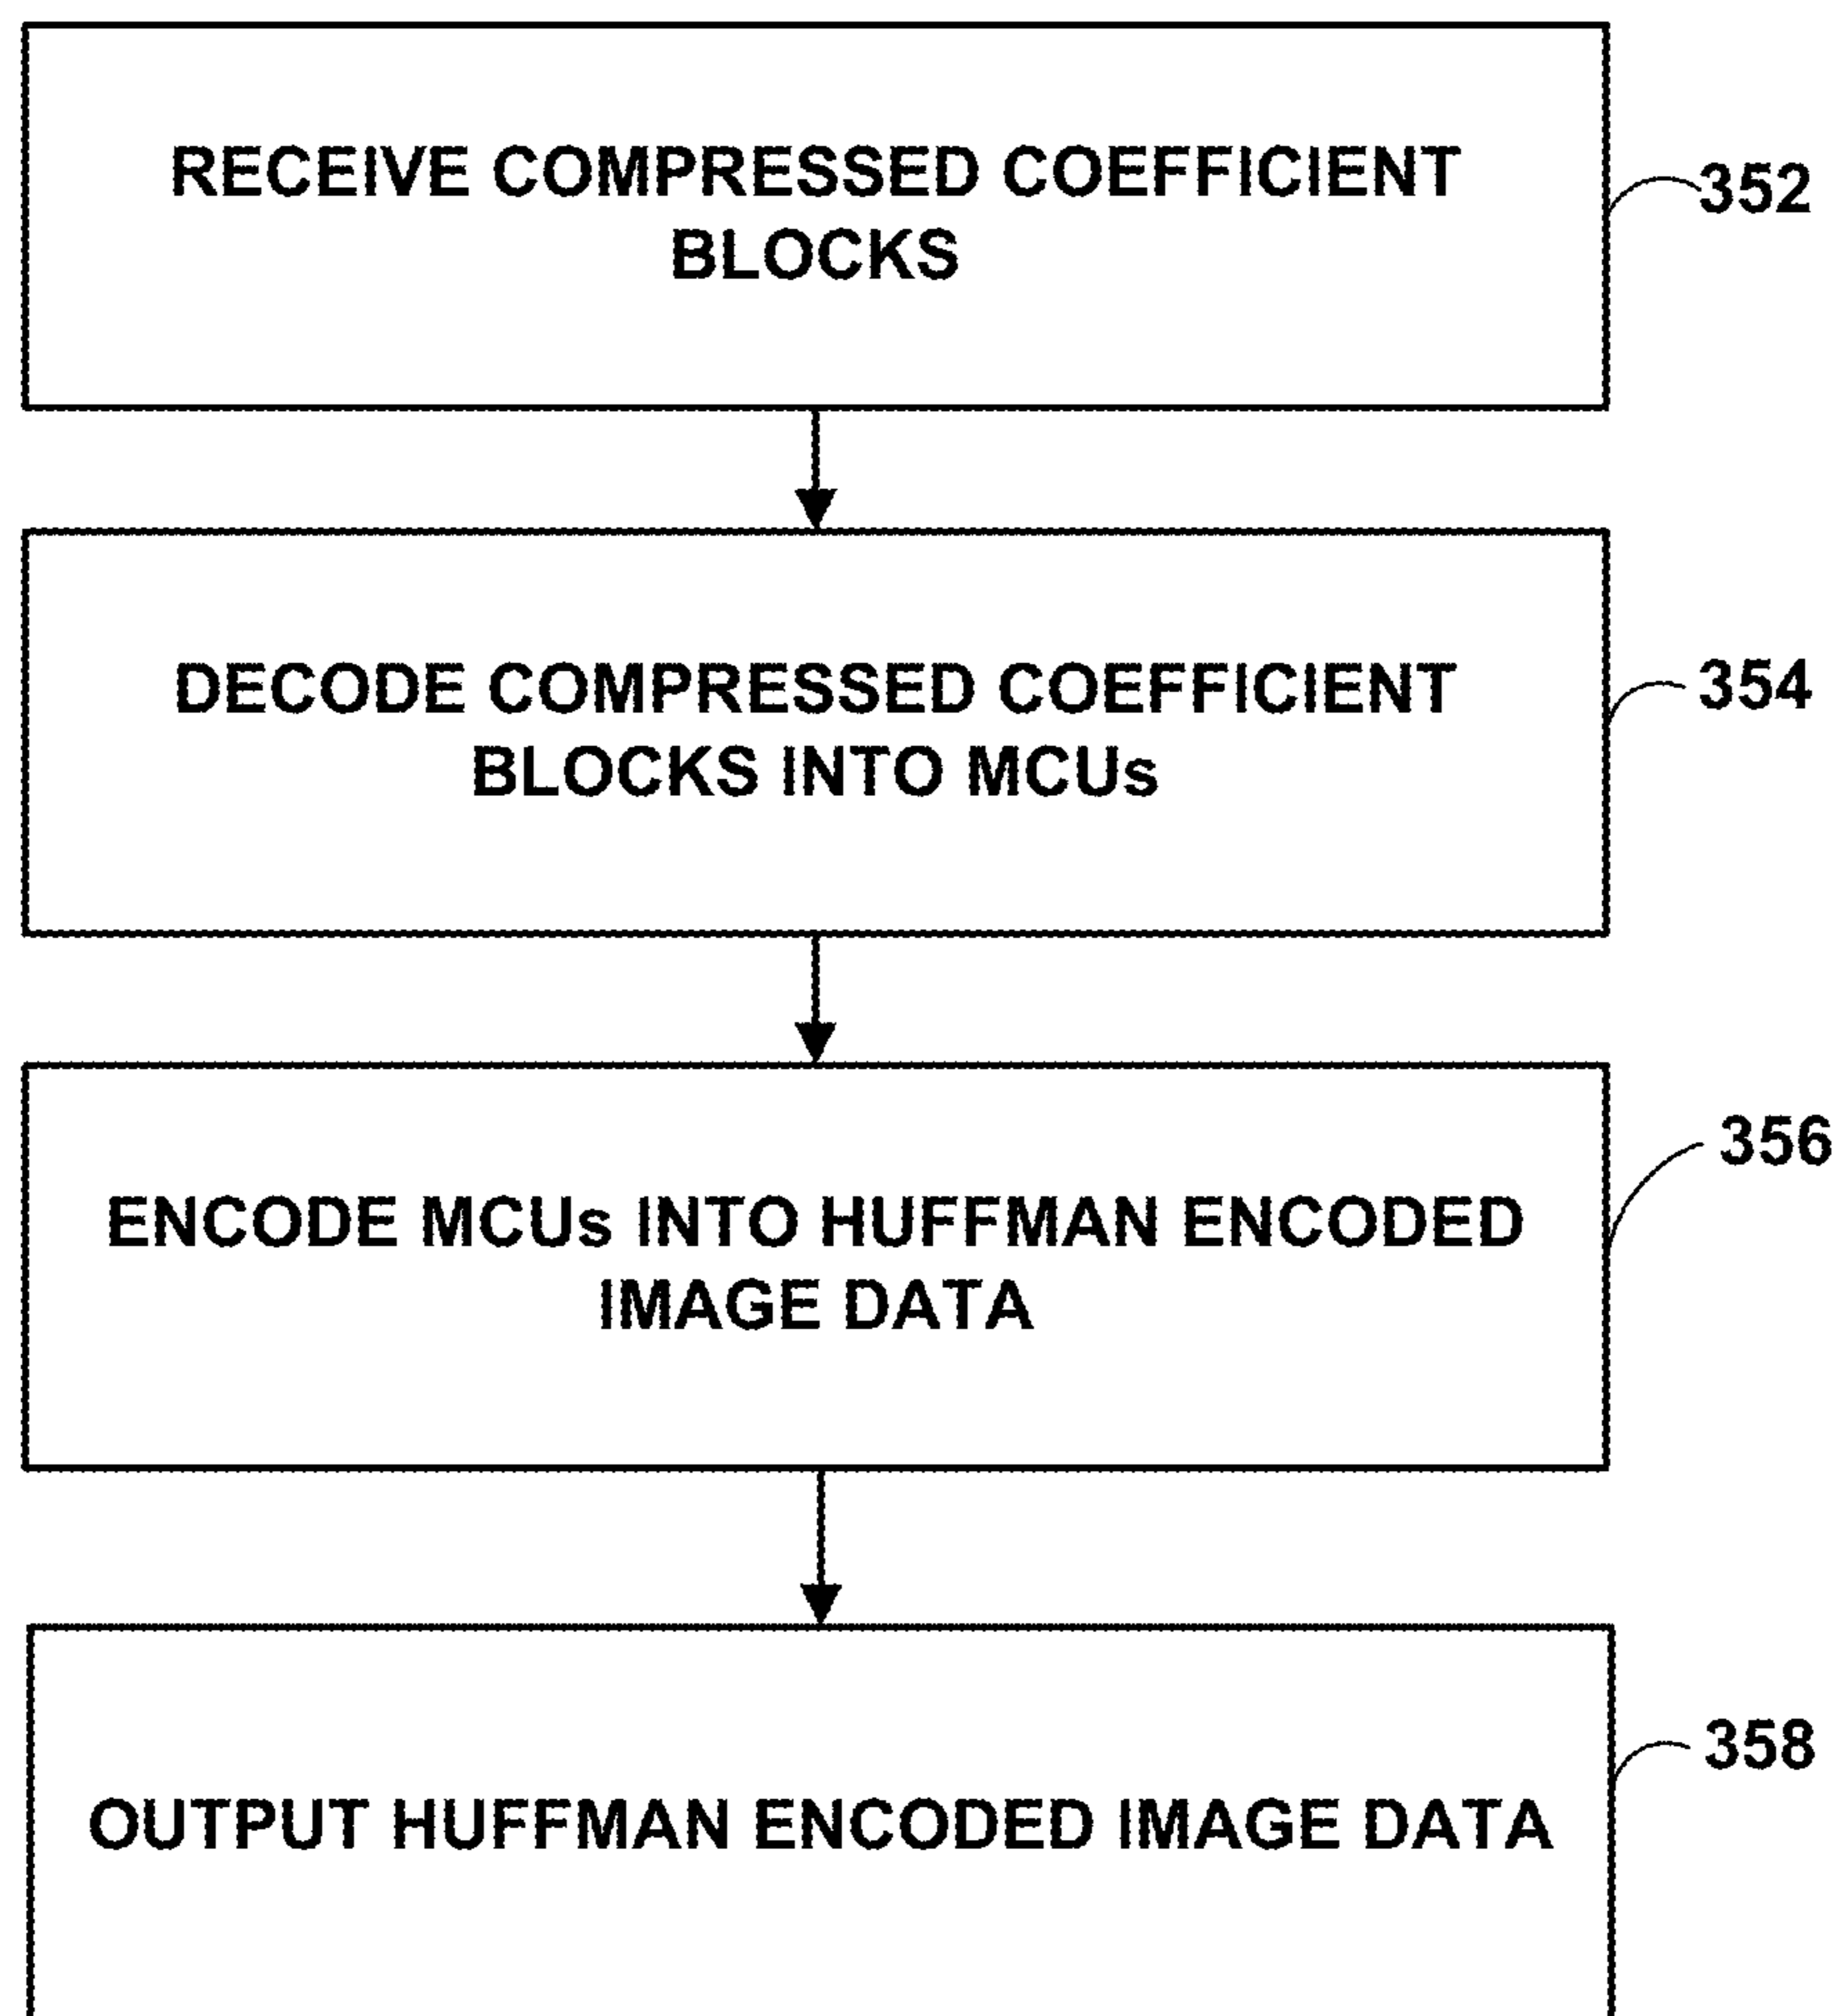 RECEIVE COMPRESSED COEFFICIENT
BLOCKS
352
DECODE COMPRESSED COEFFICIENT
BLOCKS INTO MCUs
354
ENCODE MCUs INTO HUFFMAN ENCODED
IMAGE DATA
356
OUTPUT HUFFMAN ENCODED IMAGE DATA
358